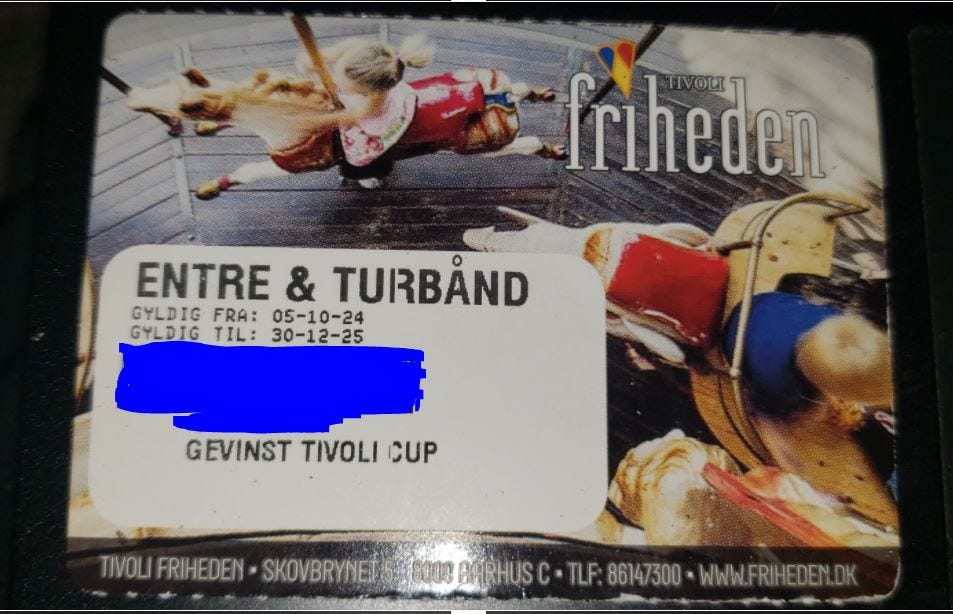 TIVOLI
friheden
ENTRE & TURBÅND
GYLDIG FRA: 05-10-24
GYLDIG TIL: 30-12-25
GEVINST TIVOLI CUP
TIVOLI FRIHEDEN • SKOVBRYNET 5 • 8000 AARHUS C • TLF: 86147300 • WWW.FRIHEDEN.DK